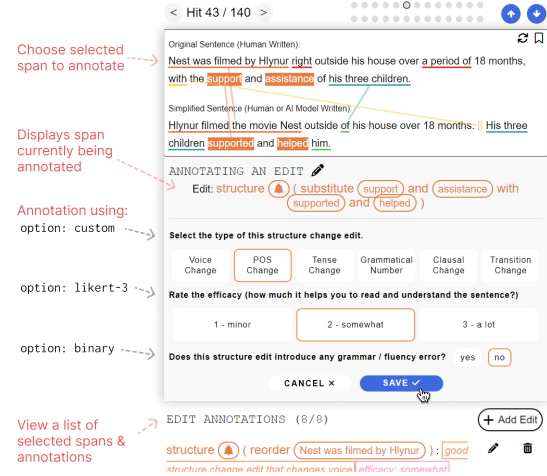 < Hit 43 / 140 >
Choose selected
span to annotate
Original Sentence (Human Written):
Nest was filmed by Hlynur right outside his house over a period of 18 months,
with the support and assistance of his three children.
Simplified Sentence (Human or AI Model Written)
Hlynur filmed the movie Nest outside of his house over 18 months. || His three
children supported and helped him.
Displays span
currently being
annotated
ANNOTATING AN EDIT
Edit: structure ( substitute support and assistance with
supported and helped )
Annotation using:
option: custom
Select the type of this structure change edit.
Voice Change
POS Change
Tense Change
Grammatical Number
Clausal Change
Transition Change
option: likert-3
Rate the efficacy (how much it helps you to read and understand the sentence?)
1 - minor
2 - somewhat
3 - a lot
option: binary
Does this structure edit introduce any grammar / fluency error? yes no
CANCEL ×
SAVE ✓
View a list of
selected spans &
annotations
EDIT ANNOTATIONS (8/8)
+ Add Edit
structure ( reorder Nest was filmed by Hlynur ) : good
structure change edit that changes voice efficacy: somewhat